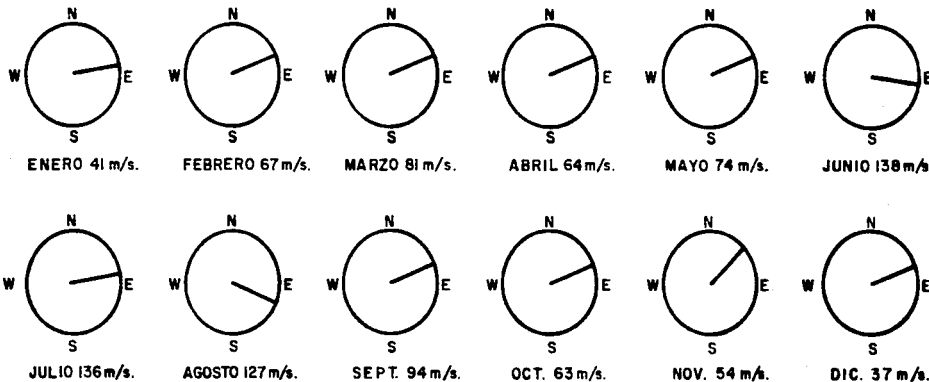 N N N N N N
W E W E W E W E W E W E
S S S S S S
ENERO 41 m/s. FEBRERO 67 m/s. MARZO 81 m/s. ABRIL 64 m/s. MAYO 74 m/s. JUNIO 138 m/s.
N N N N N N
W E W E W E W E W E W E
S S S S S S
JULIO 136 m/s. AGOSTO 127 m/s. SEPT. 94 m/s. OCT. 63 m/s. NOV. 54 m/s. DIC. 37 m/s.